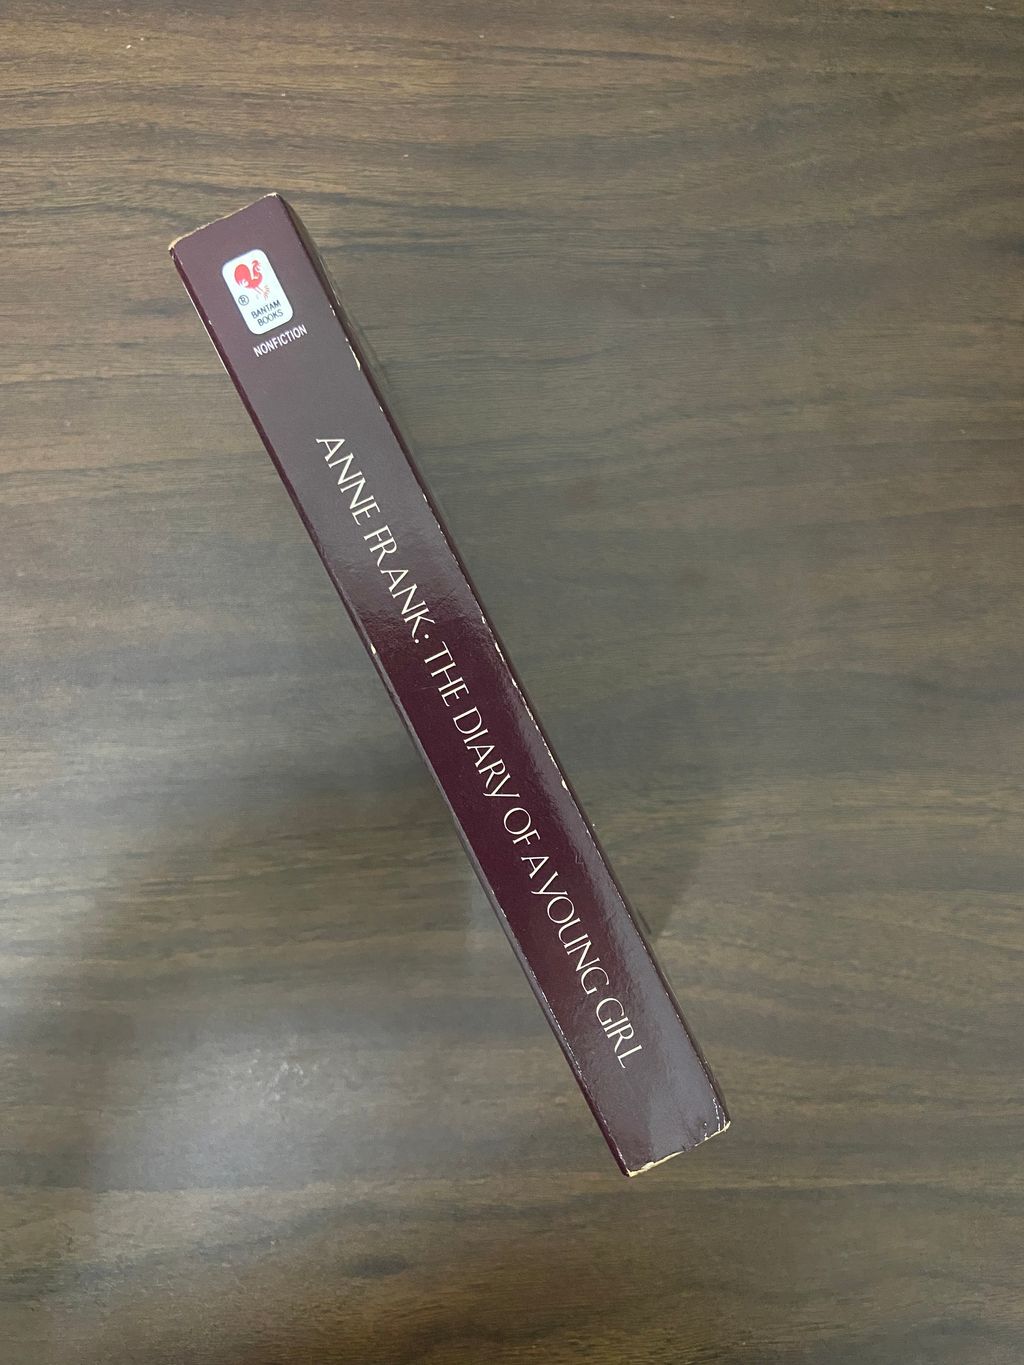 ®
BANTAM
BOOKS
NONFICTION
ANNE FRANK: THE DIARY OF A YOUNG GIRL